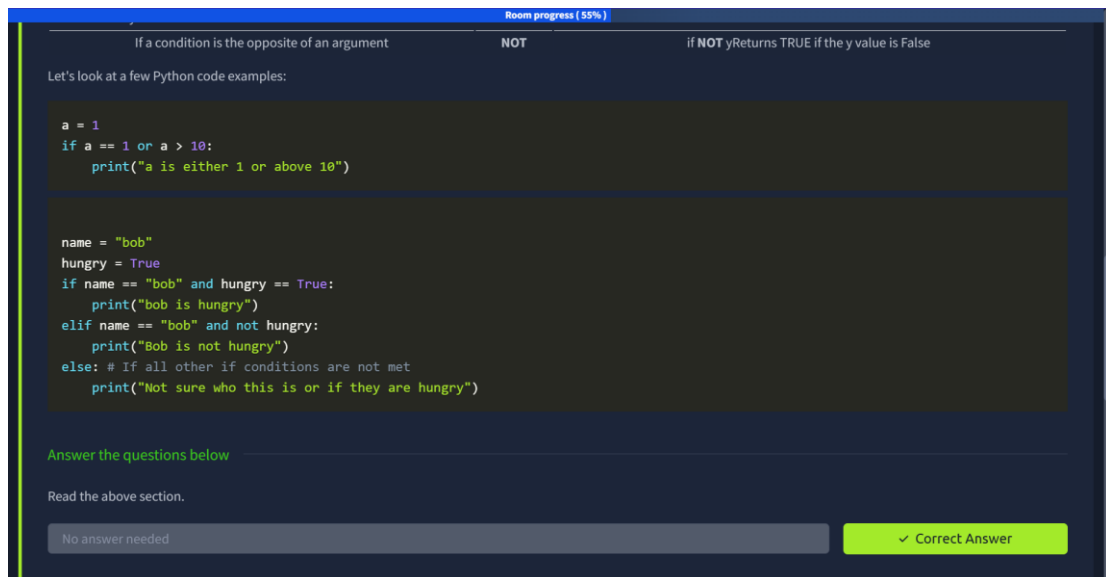 Room progress ( 55% )
If a condition is the opposite of an argument NOT if NOT yReturns TRUE if the y value is False
Let's look at a few Python code examples:
a = 1
if a == 1 or a > 10:
    print("a is either 1 or above 10")
name = "bob"
hungry = True
if name == "bob" and hungry == True:
    print("bob is hungry")
elif name == "bob" and not hungry:
    print("Bob is not hungry")
else: # If all other if conditions are not met
    print("Not sure who this is or if they are hungry")
Answer the questions below
Read the above section.
No answer needed
✓ Correct Answer